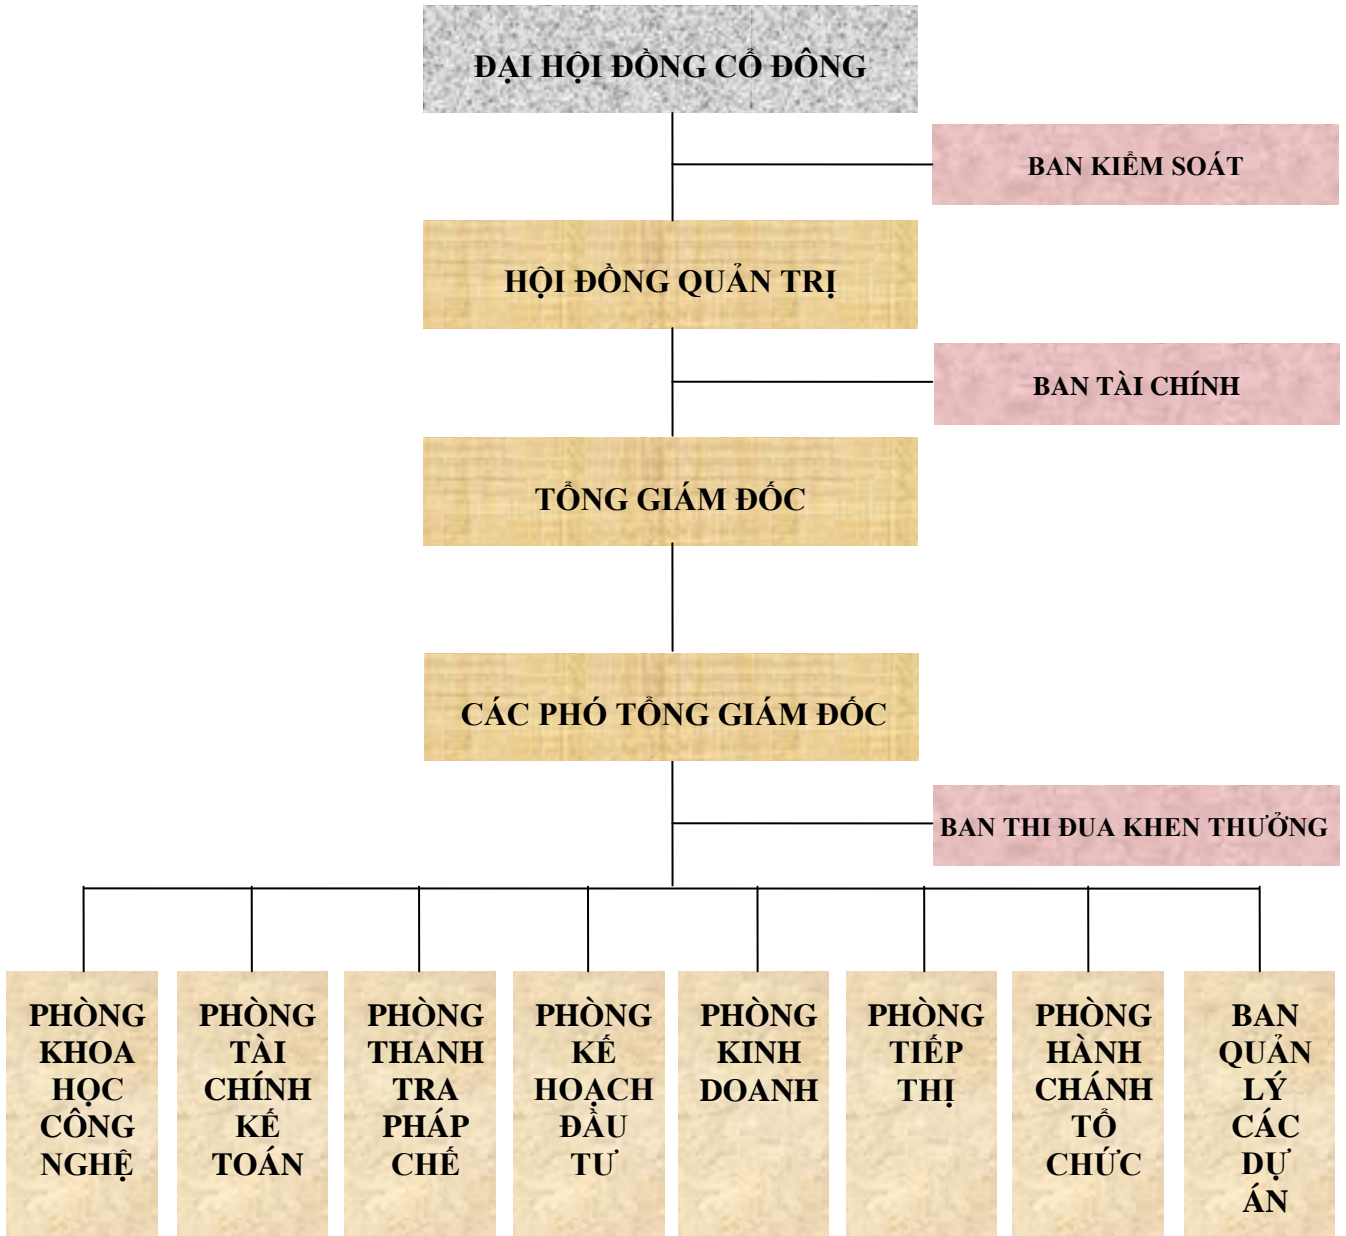 ĐẠI HỘI ĐỒNG CỔ ĐÔNG
BAN KIỂM SOÁT
HỘI ĐỒNG QUẢN TRỊ
BAN TÀI CHÍNH
TỔNG GIÁM ĐỐC
CÁC PHÓ TỔNG GIÁM ĐỐC
BAN THI ĐUA KHEN THƯỞNG
PHÒNG
KHOA
HỌC
CÔNG
NGHỆ
PHÒNG
TÀI
CHÍNH
KẾ
TOÁN
PHÒNG
THANH
TRA
PHÁP
CHẾ
PHÒNG
KẾ
HOẠCH
ĐẦU
TƯ
PHÒNG
KINH
DOANH
PHÒNG
TIẾP
THỊ
PHÒNG
HÀNH
CHÁNH
TỔ
CHỨC
BAN
QUẢN
LÝ
CÁC
DỰ
ÁN